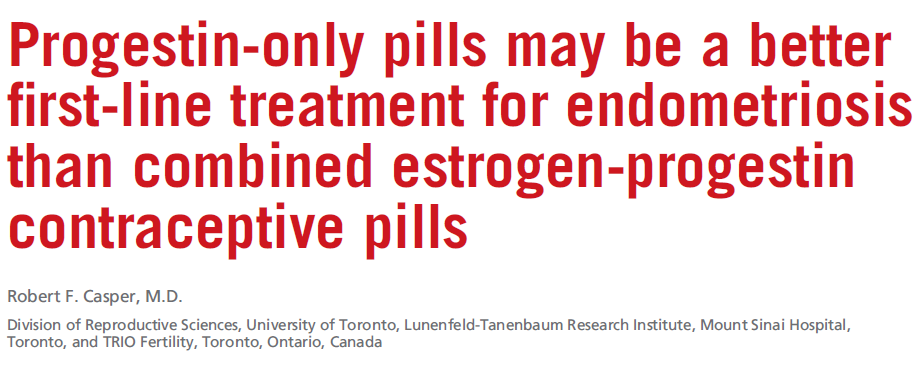 Progestin-only pills may be a better
first-line treatment for endometriosis
than combined estrogen-progestin
contraceptive pills
Robert F. Casper, M.D.
Division of Reproductive Sciences, University of Toronto, Lunenfeld-Tanenbaum Research Institute, Mount Sinai Hospital,
Toronto, and TRIO Fertility, Toronto, Ontario, Canada